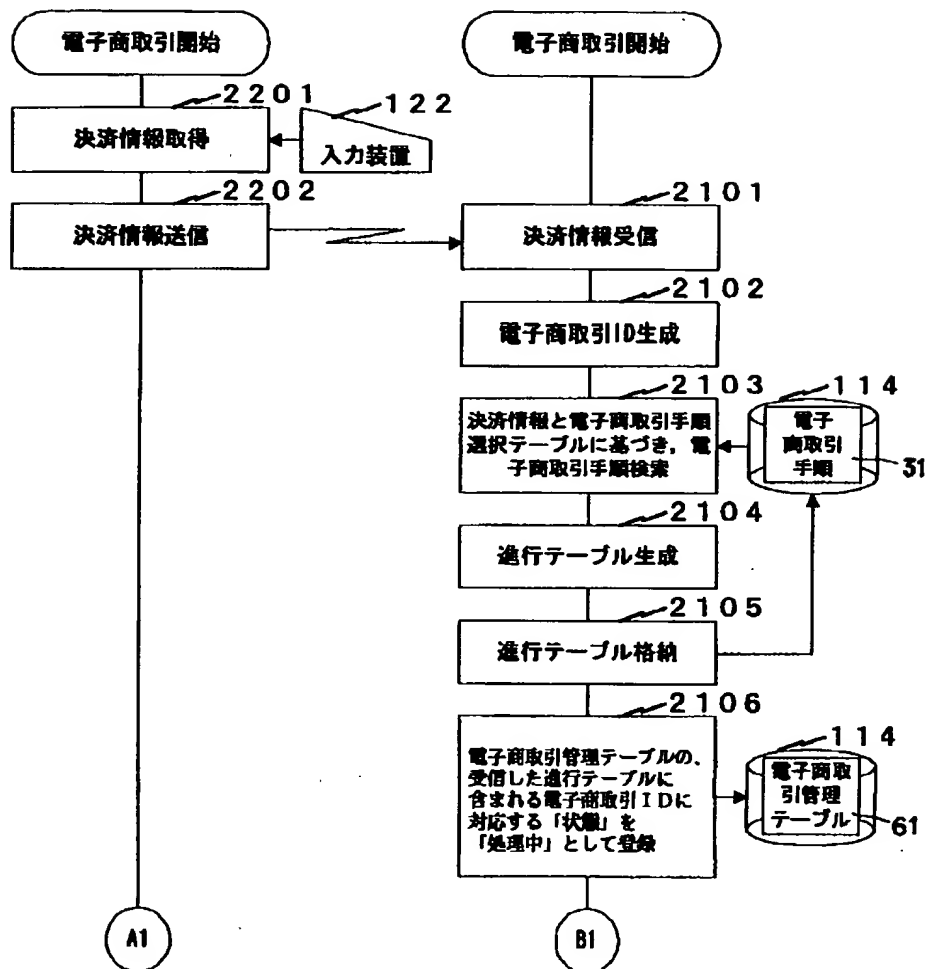 電子商取引開始
2201
決済情報取得
122
入力装置
2202
決済情報送信
A1
電子商取引開始
2101
決済情報受信
2102
電子商取引ID生成
2103
決済情報と電子商取引手順
選択テーブルに基づき，電
子商取引手順検索
114
電子
商取引
手順
31
2104
進行テーブル生成
2105
進行テーブル格納
2106
電子商取引管理テーブルの、
受信した進行テーブルに
含まれる電子商取引IDに
対応する「状態」を
「処理中」として登録
114
電子商取
引管理
テーブル
61
B1